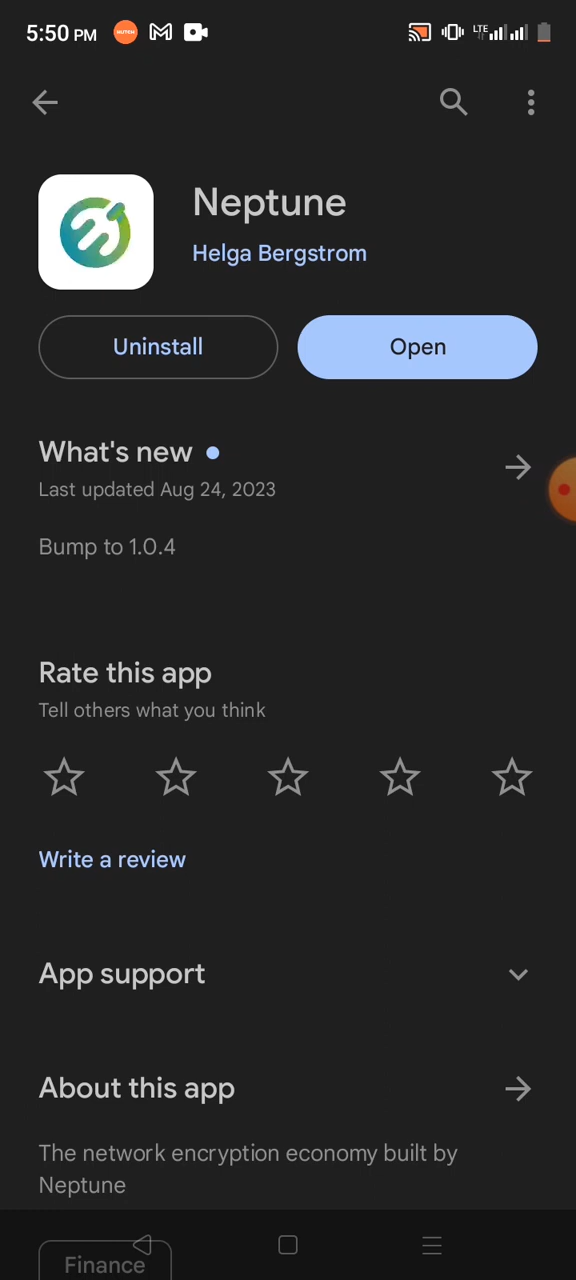 5:50 PM
LTE
Neptune
Helga Bergstrom
Uninstall
Open
What's new
Last updated Aug 24, 2023
Bump to 1.0.4
Rate this app
Tell others what you think
Write a review
App support
About this app
The network encryption economy built by
Neptune
Finance